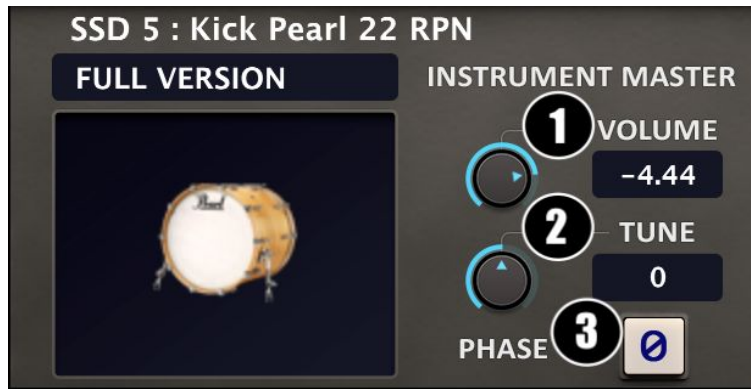 SSD 5 : Kick Pearl 22 RPN
FULL VERSION
INSTRUMENT MASTER
Pearl
1
VOLUME
-4.44
2
TUNE
0
PHASE
3
Ø